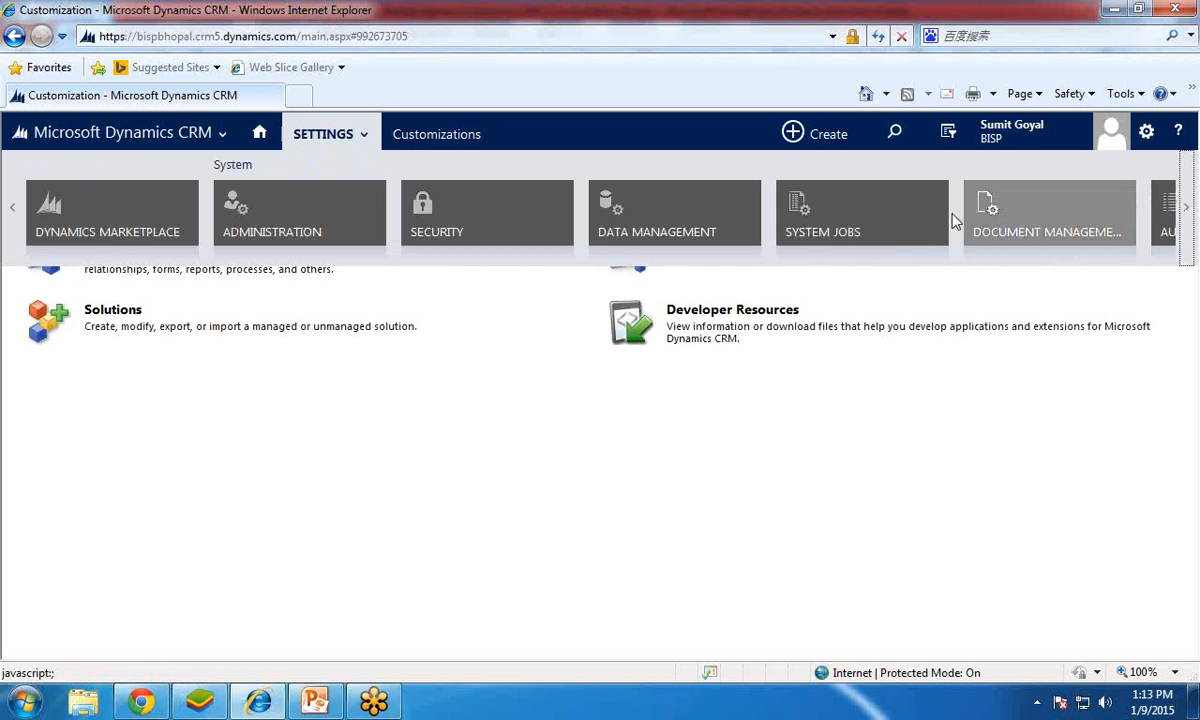 Customization - Microsoft Dynamics CRM - Windows Internet Explorer
https://bispbhopal.crm5.dynamics.com/main.aspx#992673705
百度搜索
Favorites
Suggested Sites
Web Slice Gallery
Customization - Microsoft Dynamics CRM
Page
Safety
Tools
Microsoft Dynamics CRM
SETTINGS
Customizations
Create
Sumit Goyal
BISP
?
System
DYNAMICS MARKETPLACE
ADMINISTRATION
SECURITY
DATA MANAGEMENT
SYSTEM JOBS
DOCUMENT MANAGEME...
AU
relationships, forms, reports, processes, and others.
Solutions
Create, modify, export, or import a managed or unmanaged solution.
Developer Resources
View information or download files that help you develop applications and extensions for Microsoft
Dynamics CRM.
javascript:;
Internet | Protected Mode: On
100%
1:13 PM
1/9/2015